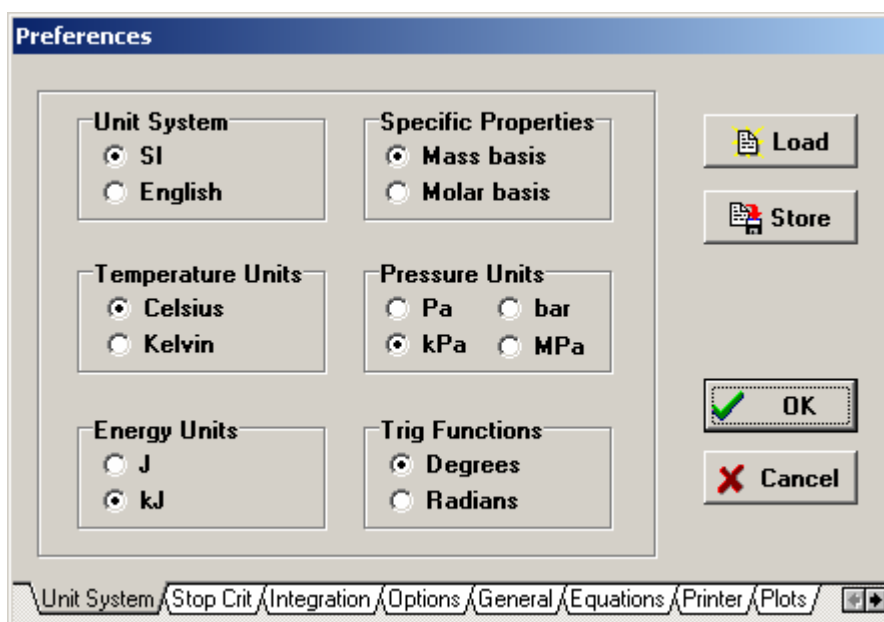 Preferences
Unit System
SI
English
Specific Properties
Mass basis
Molar basis
Load
Store
Temperature Units
Celsius
Kelvin
Pressure Units
Pa
bar
kPa
MPa
Energy Units
J
kJ
Trig Functions
Degrees
Radians
OK
Cancel
Unit System Stop Crit Integration Options General Equations Printer Plots